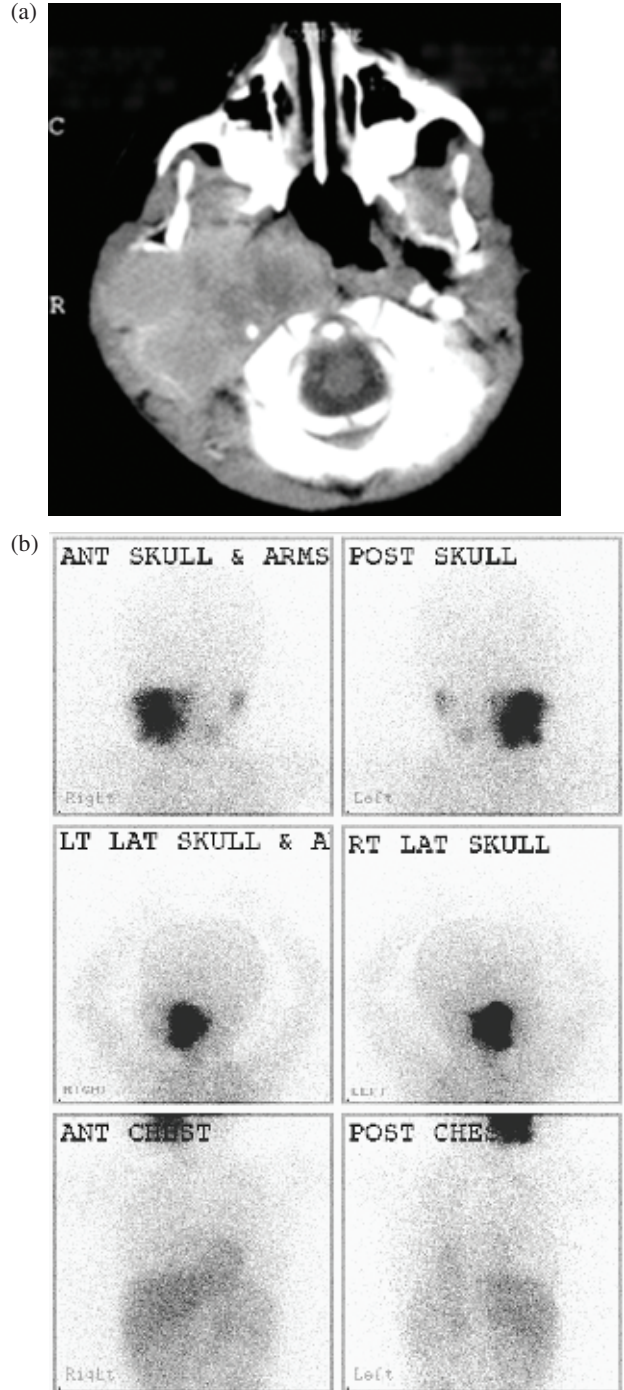 (a)
C
R
(b)
ANT SKULL & ARMS
POST SKULL
Right
Left
LT LAT SKULL & A
RT LAT SKULL
RIGHT
LEFT
ANT CHEST
POST CHES
Right
Left